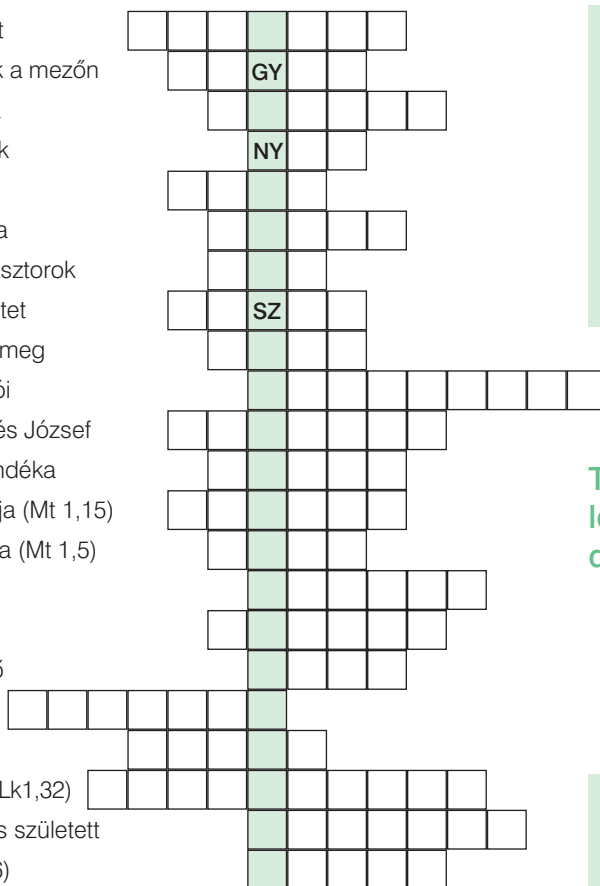 t
k a mezőn
GY
k
NY
a
sztorok
tet
SZ
meg
ói
és József
ndéka
ja (Mt 1,15)
a (Mt 1,5)
ő
Lk1,32)
s született
6)
T
l